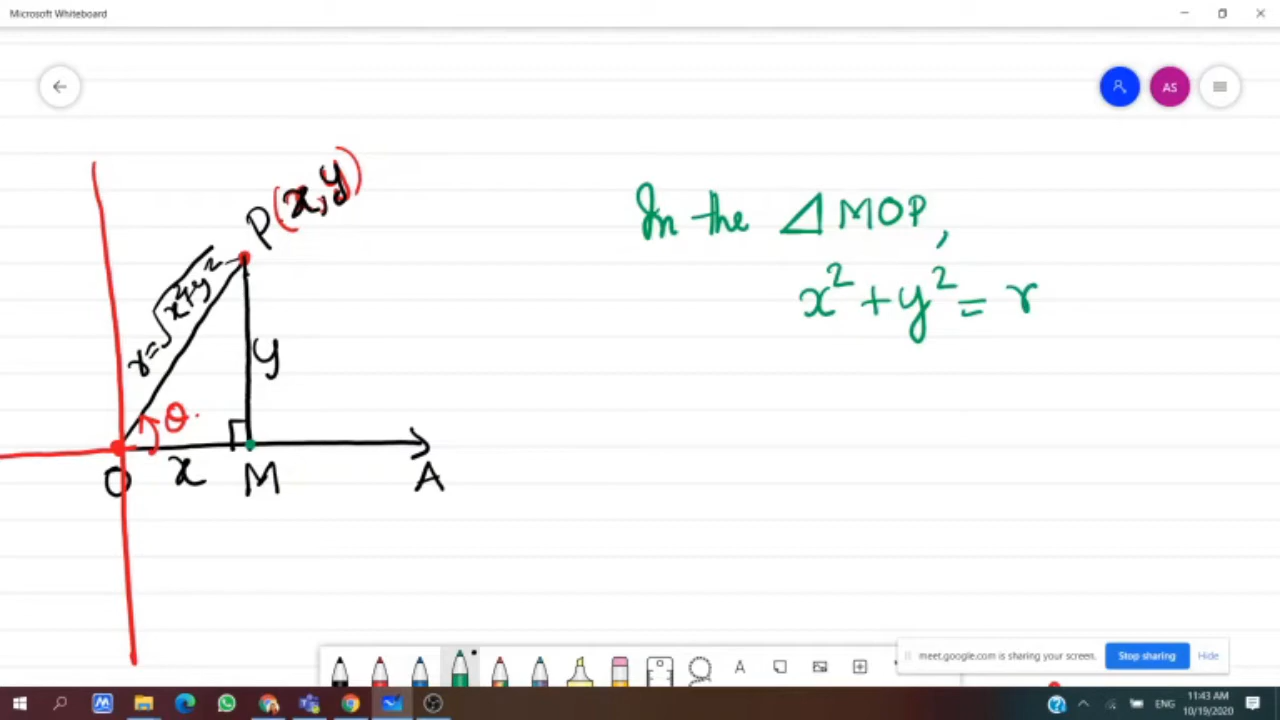 Microsoft Whiteboard
AS
P(x,y)
r=√x²+y²
y
θ
O
x
M
A
In the △MOP,
x²+y²=r
A
meet.google.com is sharing your screen.
Stop sharing
Hide
ENG
11:43 AM
10/19/2020